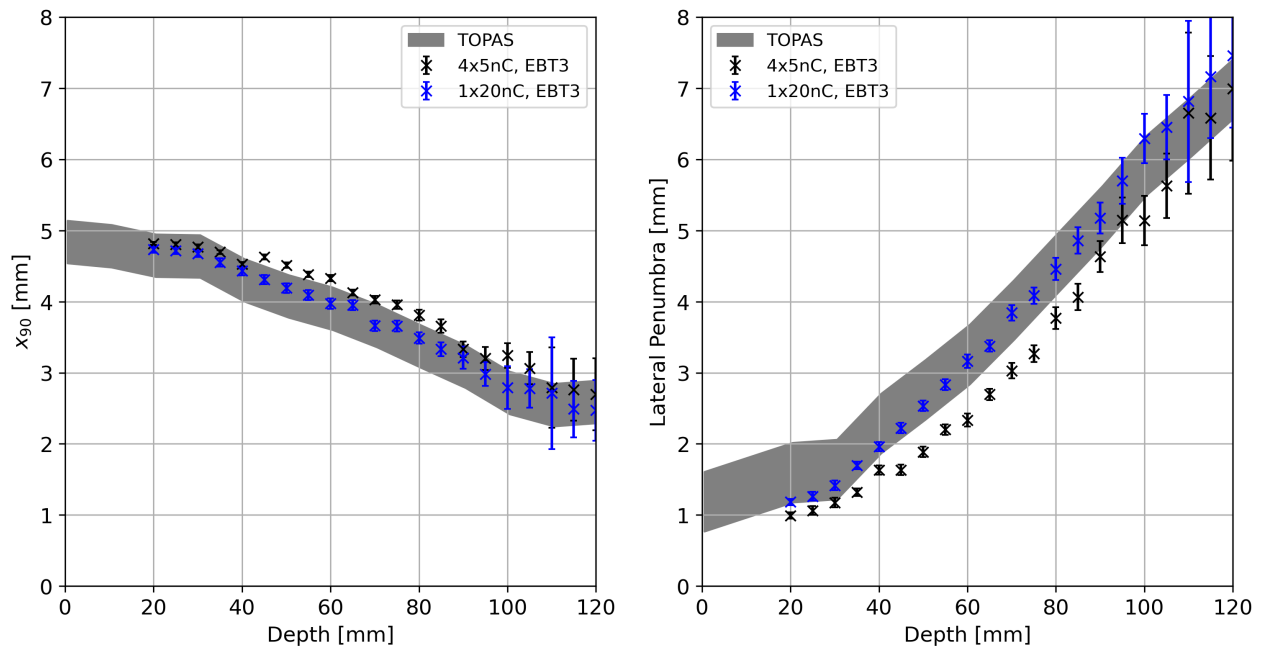 8
7
6
5
4
3
2
1
0
x90 [mm]
TOPAS
4x5nC, EBT3
1x20nC, EBT3
0 20 40 60 80 100 120
Depth [mm]
8
7
6
5
4
3
2
1
0
Lateral Penumbra [mm]
TOPAS
4x5nC, EBT3
1x20nC, EBT3
0 20 40 60 80 100 120
Depth [mm]